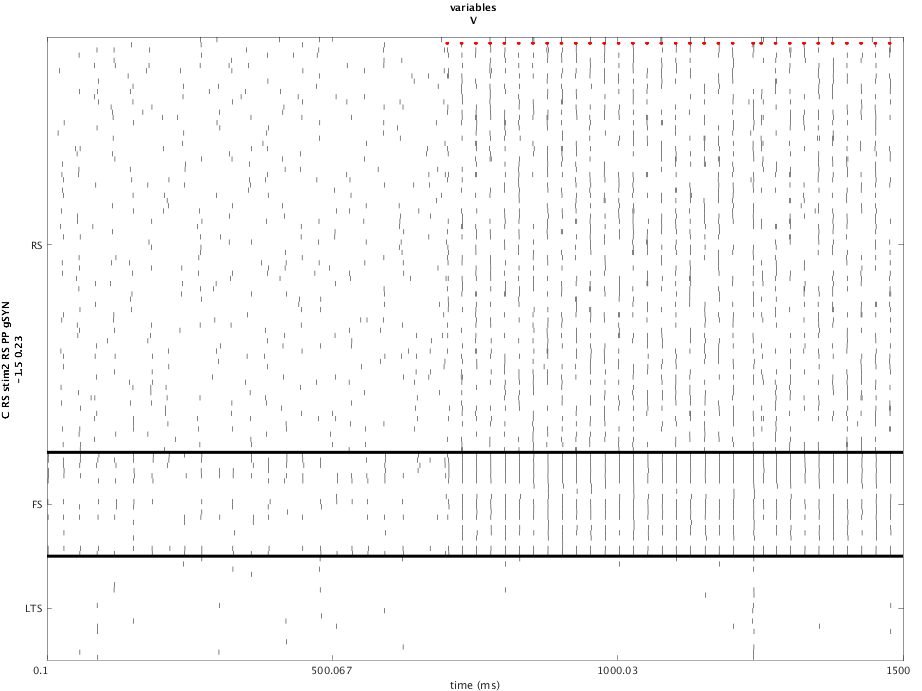 variables
V
C RS stim2 RS PP gSYN
-1.5 0.23
RS
FS
LTS
0.1
500.067
1000.03
1500
time (ms)